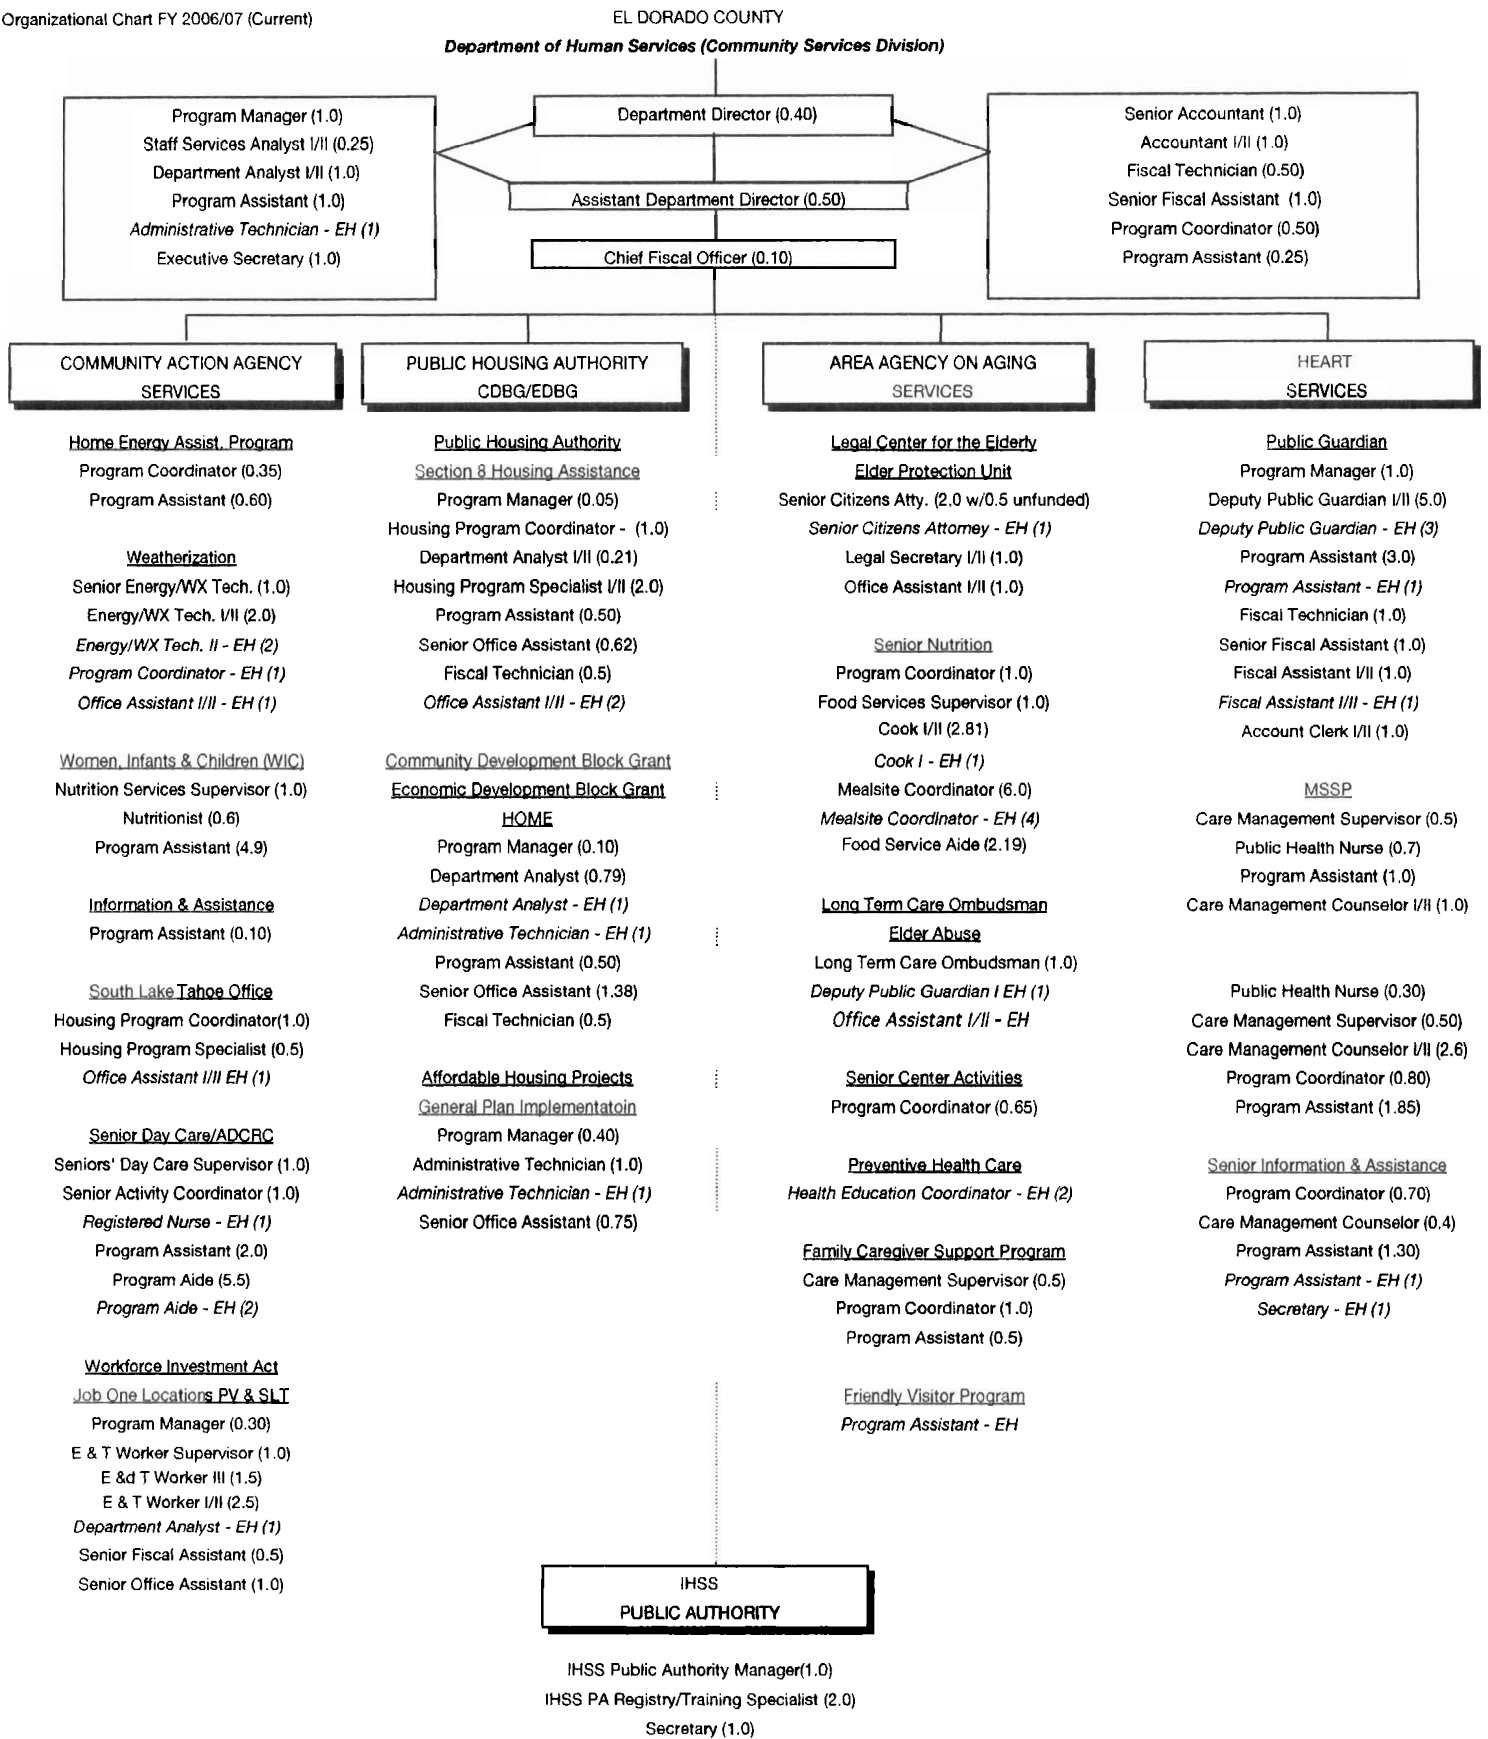 Organizational Chart FY 2006/07 (Current)
EL DORADO COUNTY
Department of Human Services (Community Services Division)
Program Manager (1.0)
Staff Services Analyst I/II (0.25)
Department Analyst I/II (1.0)
Program Assistant (1.0)
Administrative Technician - EH (1)
Executive Secretary (1.0)
Department Director (0.40)
Assistant Department Director (0.50)
Chief Fiscal Officer (0.10)
Senior Accountant (1.0)
Accountant I/II (1.0)
Fiscal Technician (0.50)
Senior Fiscal Assistant (1.0)
Program Coordinator (0.50)
Program Assistant (0.25)
COMMUNITY ACTION AGENCY
SERVICES
Home Energy Assist. Program
Program Coordinator (0.35)
Program Assistant (0.60)
Weatherization
Senior Energy/WX Tech. (1.0)
Energy/WX Tech. I/II (2.0)
Energy/WX Tech. II - EH (2)
Program Coordinator - EH (1)
Office Assistant I/II - EH (1)
Women, Infants & Children (WIC)
Nutrition Services Supervisor (1.0)
Nutritionist (0.6)
Program Assistant (4.9)
Information & Assistance
Program Assistant (0.10)
South Lake Tahoe Office
Housing Program Coordinator(1.0)
Housing Program Specialist (0.5)
Office Assistant I/II EH (1)
Senior Day Care/ADCRC
Seniors' Day Care Supervisor (1.0)
Senior Activity Coordinator (1.0)
Registered Nurse - EH (1)
Program Assistant (2.0)
Program Aide (5.5)
Program Aide - EH (2)
Workforce Investment Act
Job One Locations PV & SLT
Program Manager (0.30)
E & T Worker Supervisor (1.0)
E &d T Worker III (1.5)
E & T Worker I/II (2.5)
Department Analyst - EH (1)
Senior Fiscal Assistant (0.5)
Senior Office Assistant (1.0)
PUBLIC HOUSING AUTHORITY
CDBG/EDBG
Public Housing Authority
Section 8 Housing Assistance
Program Manager (0.05)
Housing Program Coordinator - (1.0)
Department Analyst I/II (0.21)
Housing Program Specialist I/II (2.0)
Program Assistant (0.50)
Senior Office Assistant (0.62)
Fiscal Technician (0.5)
Office Assistant I/II - EH (2)
Community Development Block Grant
Economic Development Block Grant
HOME
Program Manager (0.10)
Department Analyst (0.79)
Department Analyst - EH (1)
Administrative Technician - EH (1)
Program Assistant (0.50)
Senior Office Assistant (1.38)
Fiscal Technician (0.5)
Affordable Housing Projects
General Plan Implementatoin
Program Manager (0.40)
Administrative Technician (1.0)
Administrative Technician - EH (1)
Senior Office Assistant (0.75)
AREA AGENCY ON AGING
SERVICES
Legal Center for the Elderly
Elder Protection Unit
Senior Citizens Atty. (2.0 w/0.5 unfunded)
Senior Citizens Attorney - EH (1)
Legal Secretary I/II (1.0)
Office Assistant I/II (1.0)
Senior Nutrition
Program Coordinator (1.0)
Food Services Supervisor (1.0)
Cook I/II (2.81)
Cook I - EH (1)
Mealsite Coordinator (6.0)
Mealsite Coordinator - EH (4)
Food Service Aide (2.19)
Long Term Care Ombudsman
Elder Abuse
Long Term Care Ombudsman (1.0)
Deputy Public Guardian I EH (1)
Office Assistant I/II - EH
Senior Center Activities
Program Coordinator (0.65)
Preventive Health Care
Health Education Coordinator - EH (2)
Family Caregiver Support Program
Care Management Supervisor (0.5)
Program Coordinator (1.0)
Program Assistant (0.5)
Friendly Visitor Program
Program Assistant - EH
HEART
SERVICES
Public Guardian
Program Manager (1.0)
Deputy Public Guardian I/II (5.0)
Deputy Public Guardian - EH (3)
Program Assistant (3.0)
Program Assistant - EH (1)
Fiscal Technician (1.0)
Senior Fiscal Assistant (1.0)
Fiscal Assistant I/II (1.0)
Fiscal Assistant I/II - EH (1)
Account Clerk I/II (1.0)
MSSP
Care Management Supervisor (0.5)
Public Health Nurse (0.7)
Program Assistant (1.0)
Care Management Counselor I/II (1.0)
Public Health Nurse (0.30)
Care Management Supervisor (0.50)
Care Management Counselor I/II (2.6)
Program Coordinator (0.80)
Program Assistant (1.85)
Senior Information & Assistance
Program Coordinator (0.70)
Care Management Counselor (0.4)
Program Assistant (1.30)
Program Assistant - EH (1)
Secretary - EH (1)
IHSS
PUBLIC AUTHORITY
IHSS Public Authority Manager(1.0)
IHSS PA Registry/Training Specialist (2.0)
Secretary (1.0)